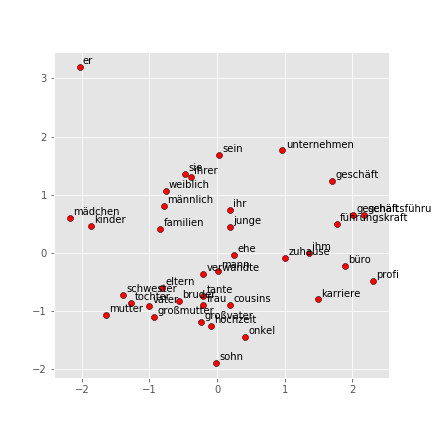 er
3
2
sein
unternehmen
sie
ihrer
geschäft
weiblich
1
männlich
ihr
mädchen
kinder
familien
junge
führungskraft
ehe
zuhause
ihm
0
büro
mann
verwandte
profi
eltern
schwester
tochter
vater
bruder
tante
frau
cousins
karriere
-1
mutter
großmutter
großvater
hochzeit
onkel
sohn
−2
−2 −1 0 1 2